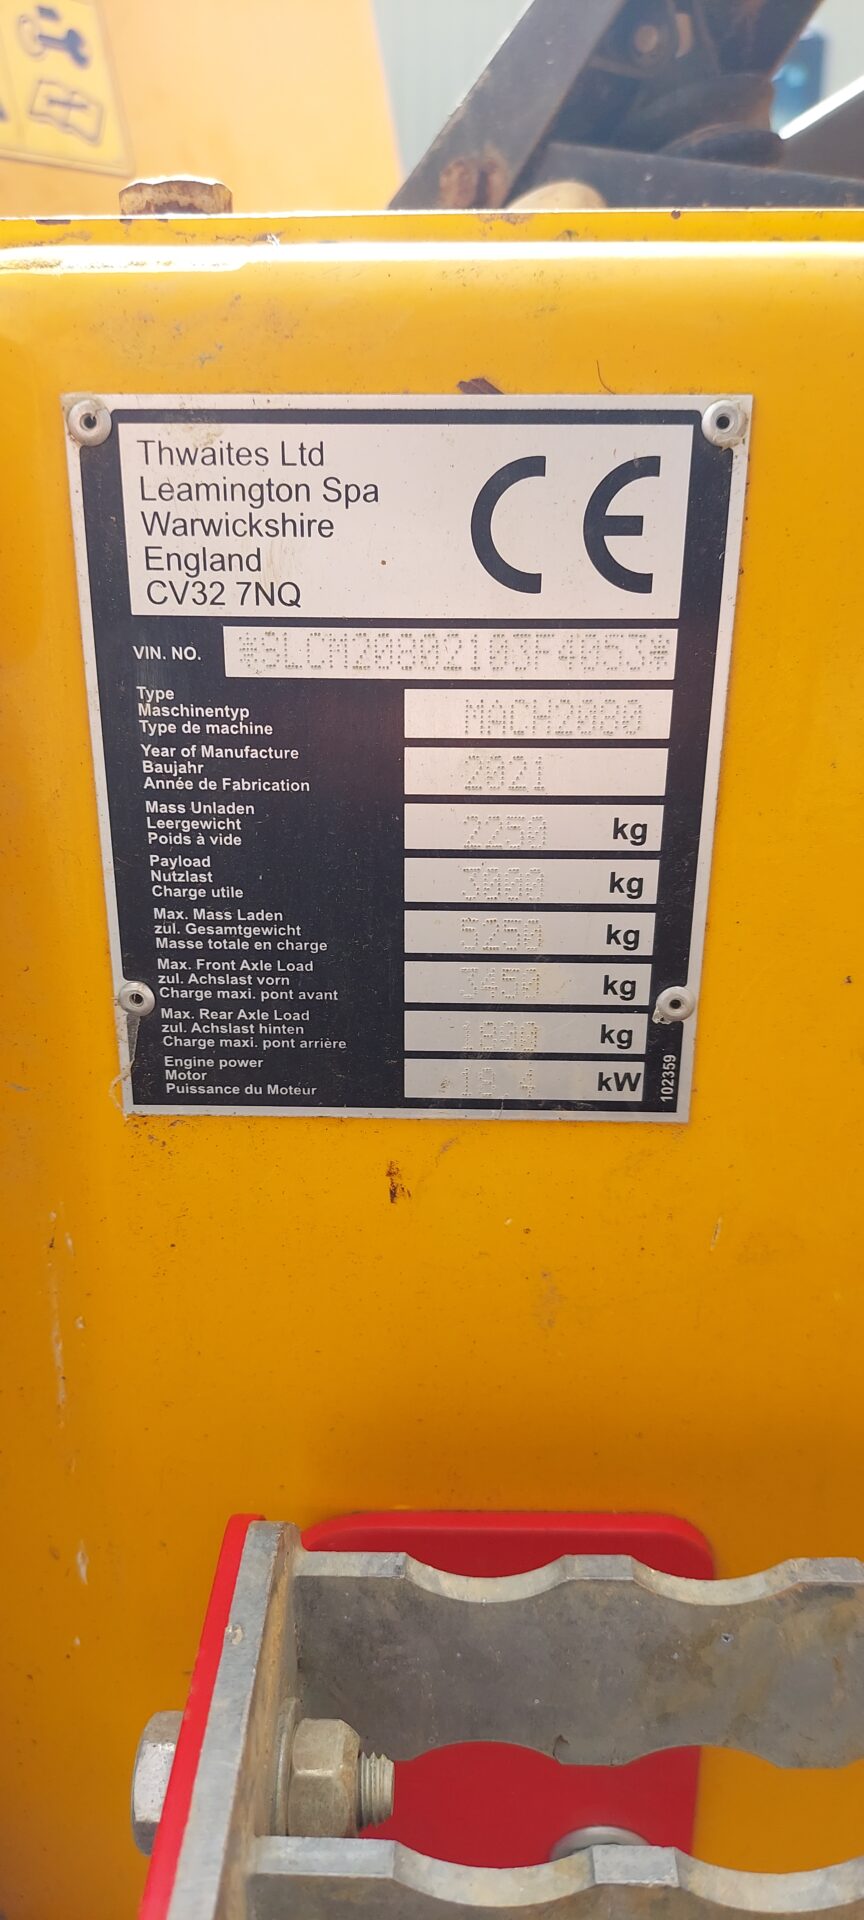 Thwaites Ltd
Leamington Spa
Warwickshire
England
CV32 7NQ
CE
VIN. NO.
Type
Maschinentyp
Type de machine
MACH2080
Year of Manufacture
Baujahr
Année de Fabrication
2021
Mass Unladen
Leergewicht
Poids à vide
2250 kg
Payload
Nutzlast
Charge utile
3000 kg
Max. Mass Laden
zul. Gesamtgewicht
Masse totale en charge
5250 kg
Max. Front Axle Load
zul. Achslast vorn
Charge maxi. pont avant
3450 kg
Max. Rear Axle Load
zul. Achslast hinten
Charge maxi. pont arrière
kg
Engine power
Motor
Puissance du Moteur
kW
102359